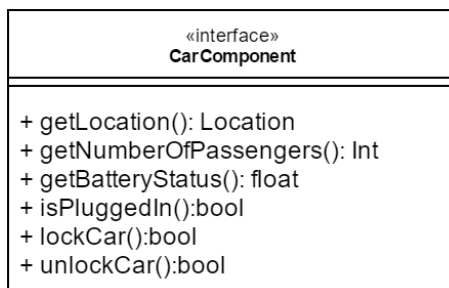 «interface»
CarComponent
+ getLocation(): Location
+ getNumberOfPassengers(): Int
+ getBatteryStatus(): float
+ isPluggedIn():bool
+ lockCar():bool
+ unlockCar():bool